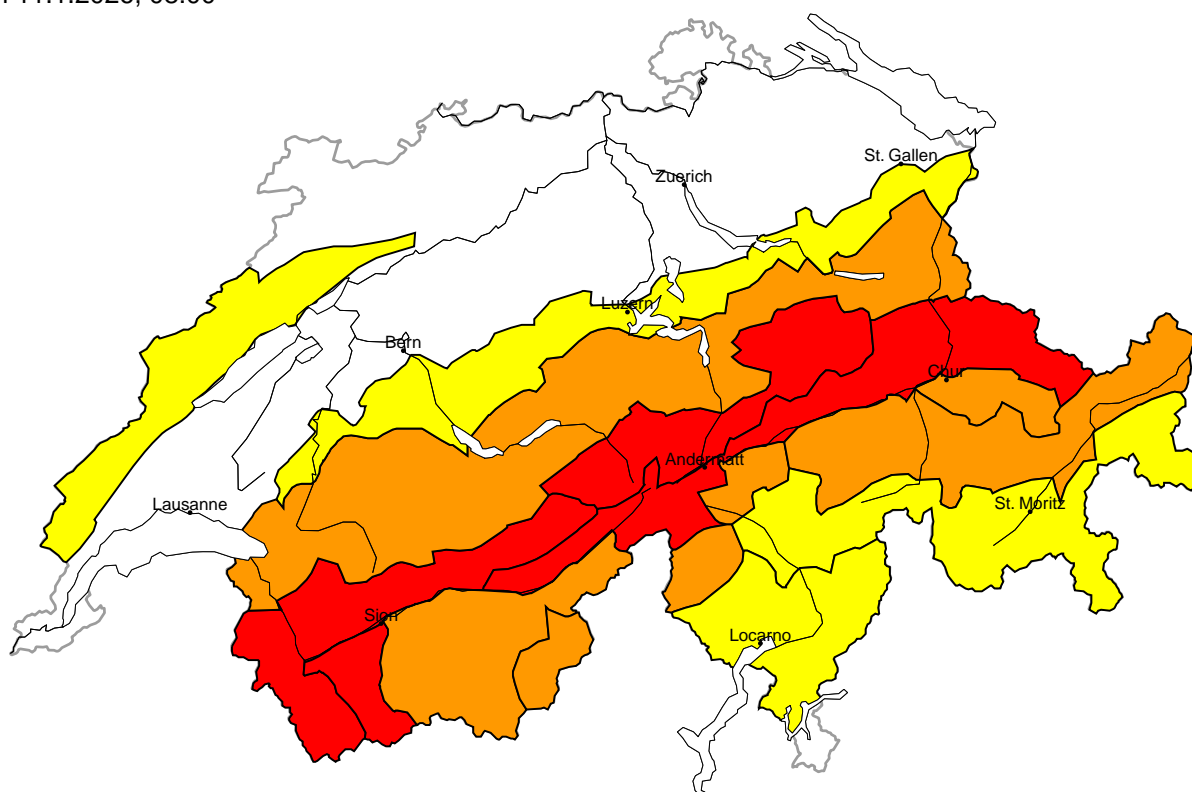 St. Gallen
Zuerich
Luzern
Bern
Chur
Andermatt
Lausanne
St. Moritz
Sion
Locarno